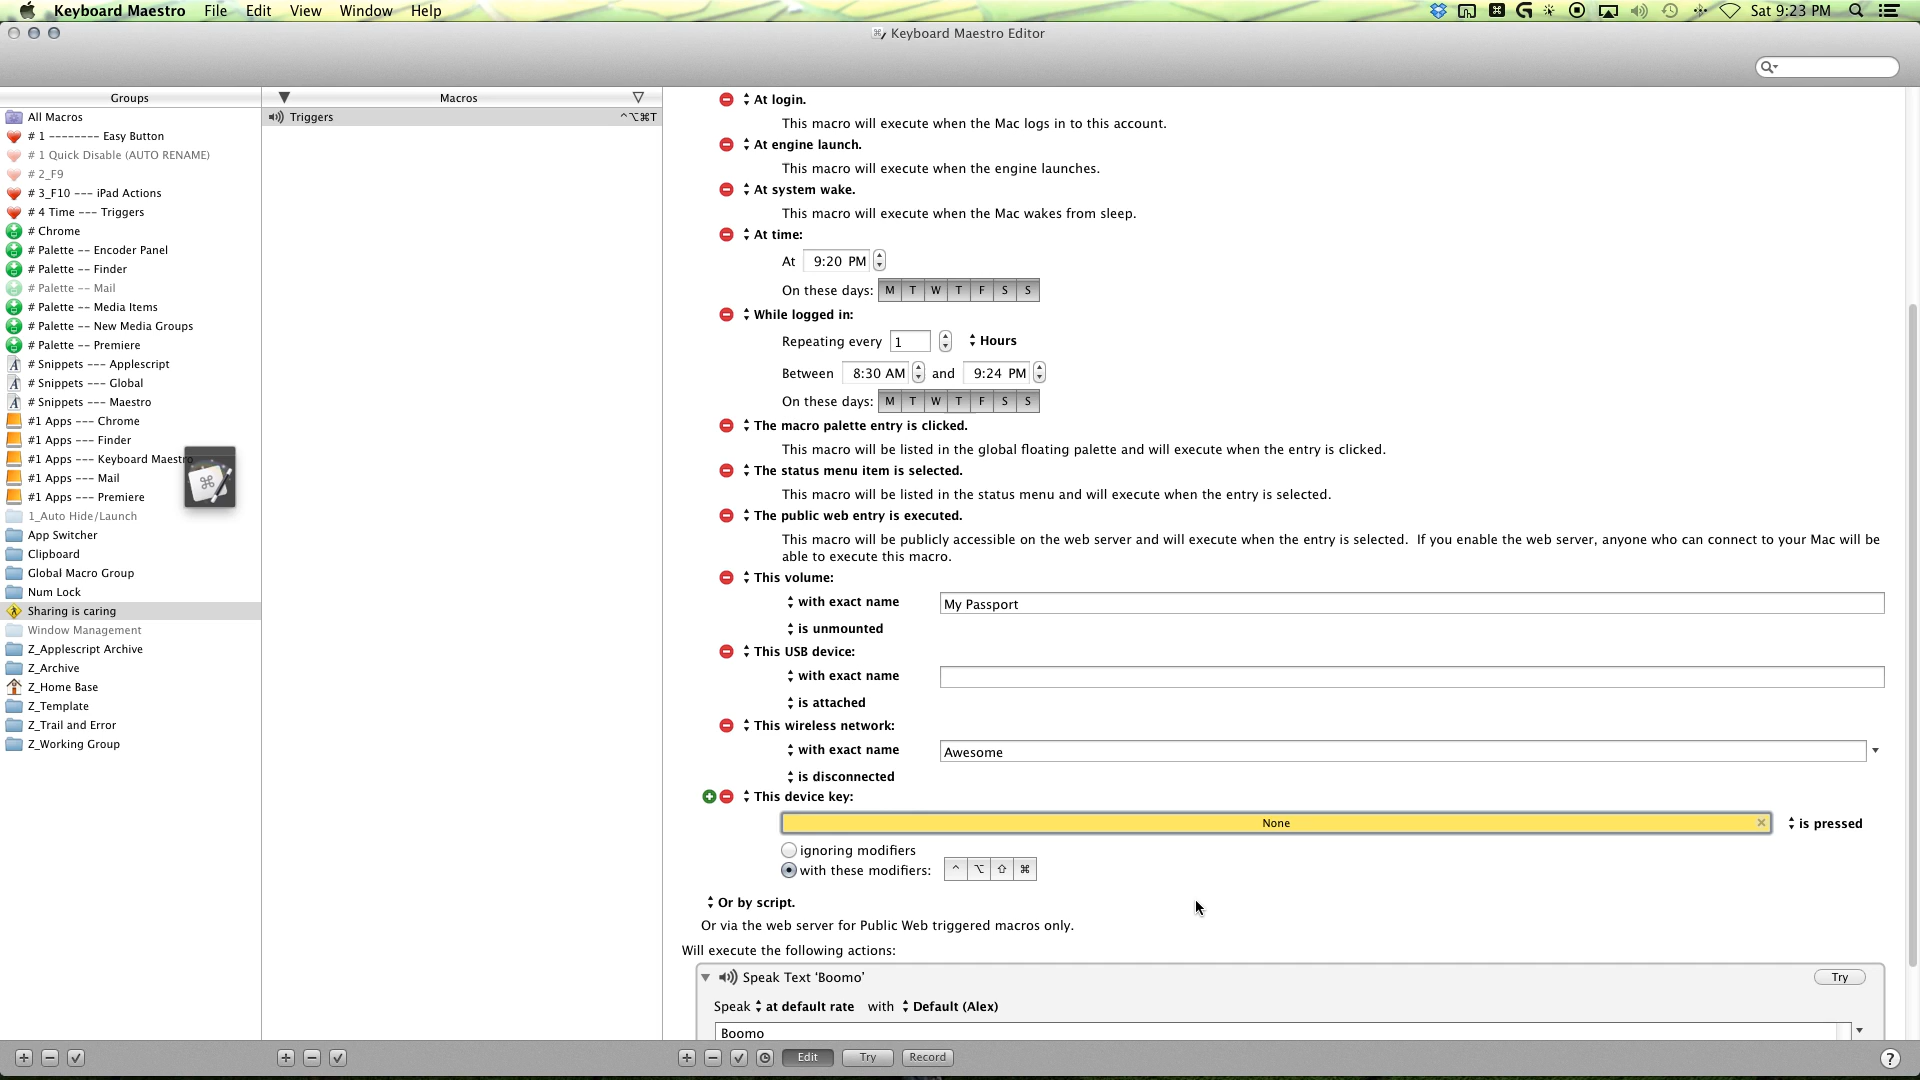 Keyboard Maestro File Edit View Window Help
Sat 9:23 PM
Keyboard Maestro Editor
Groups
All Macros
# 1 -------- Easy Button
# 1 Quick Disable (AUTO RENAME)
# 2_F9
# 3_F10 --- iPad Actions
# 4 Time --- Triggers
# Chrome
# Palette -- Encoder Panel
# Palette -- Finder
# Palette -- Mail
# Palette -- Media Items
# Palette -- New Media Groups
# Palette -- Premiere
# Snippets --- Applescript
# Snippets --- Global
# Snippets --- Maestro
#1 Apps --- Chrome
#1 Apps --- Finder
#1 Apps --- Keyboard Maestro
#1 Apps --- Mail
#1 Apps --- Premiere
1_Auto Hide/Launch
App Switcher
Clipboard
Global Macro Group
Num Lock
Sharing is caring
Window Management
Z_Applescript Archive
Z_Archive
Z_Home Base
Z_Template
Z_Trail and Error
Z_Working Group
Macros
Triggers ^⌥⌘T
At login.
This macro will execute when the Mac logs in to this account.
At engine launch.
This macro will execute when the engine launches.
At system wake.
This macro will execute when the Mac wakes from sleep.
At time:
At 9:20 PM
On these days: M T W T F S S
While logged in:
Repeating every 1 Hours
Between 8:30 AM and 9:24 PM
On these days: M T W T F S S
The macro palette entry is clicked.
This macro will be listed in the global floating palette and will execute when the entry is clicked.
The status menu item is selected.
This macro will be listed in the status menu and will execute when the entry is selected.
The public web entry is executed.
This macro will be publicly accessible on the web server and will execute when the entry is selected. If you enable the web server, anyone who can connect to your Mac will be
able to execute this macro.
This volume:
with exact name My Passport
is unmounted
This USB device:
with exact name
is attached
This wireless network:
with exact name Awesome
is disconnected
This device key:
None is pressed
ignoring modifiers
with these modifiers: ^ ⌥ ⇧ ⌘
Or by script.
Or via the web server for Public Web triggered macros only.
Will execute the following actions:
Speak Text ‘Boomo’ Try
Speak at default rate with Default (Alex)
Boomo
Edit Try Record ?